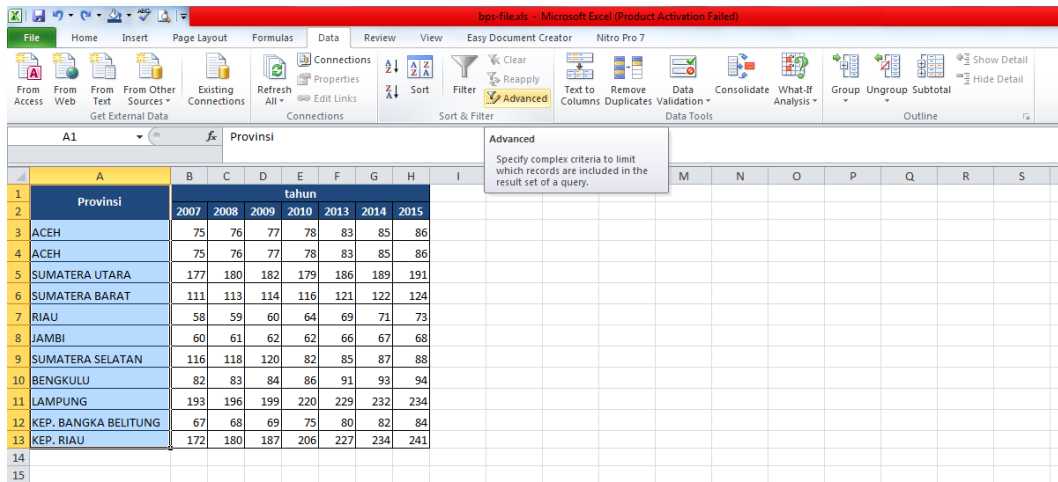 bps-file.xls - Microsoft Excel (Product Activation Failed)
File Home Insert Page Layout Formulas Data Review View Easy Document Creator Nitro Pro 7
From Access
From Web
From Text
From Other Sources
Existing Connections
Get External Data
Refresh All
Connections
Properties
Edit Links
Connections
Sort
Filter
Clear
Reapply
Advanced
Sort & Filter
Text to Columns
Remove Duplicates
Data Validation
Consolidate
What-If Analysis
Data Tools
Group
Ungroup
Subtotal
Show Detail
Hide Detail
Outline
A1 fx Provinsi
Advanced
Specify complex criteria to limit
which records are included in the
result set of a query.
A B C D E F G H I M N O P Q R S
1 Provinsi tahun
2 2007 2008 2009 2010 2013 2014 2015
3 ACEH 75 76 77 78 83 85 86
4 ACEH 75 76 77 78 83 85 86
5 SUMATERA UTARA 177 180 182 179 186 189 191
6 SUMATERA BARAT 111 113 114 116 121 122 124
7 RIAU 58 59 60 64 69 71 73
8 JAMBI 60 61 62 62 66 67 68
9 SUMATERA SELATAN 116 118 120 82 85 87 88
10 BENGKULU 82 83 84 86 91 93 94
11 LAMPUNG 193 196 199 220 229 232 234
12 KEP. BANGKA BELITUNG 67 68 69 75 80 82 84
13 KEP. RIAU 172 180 187 206 227 234 241
14
15